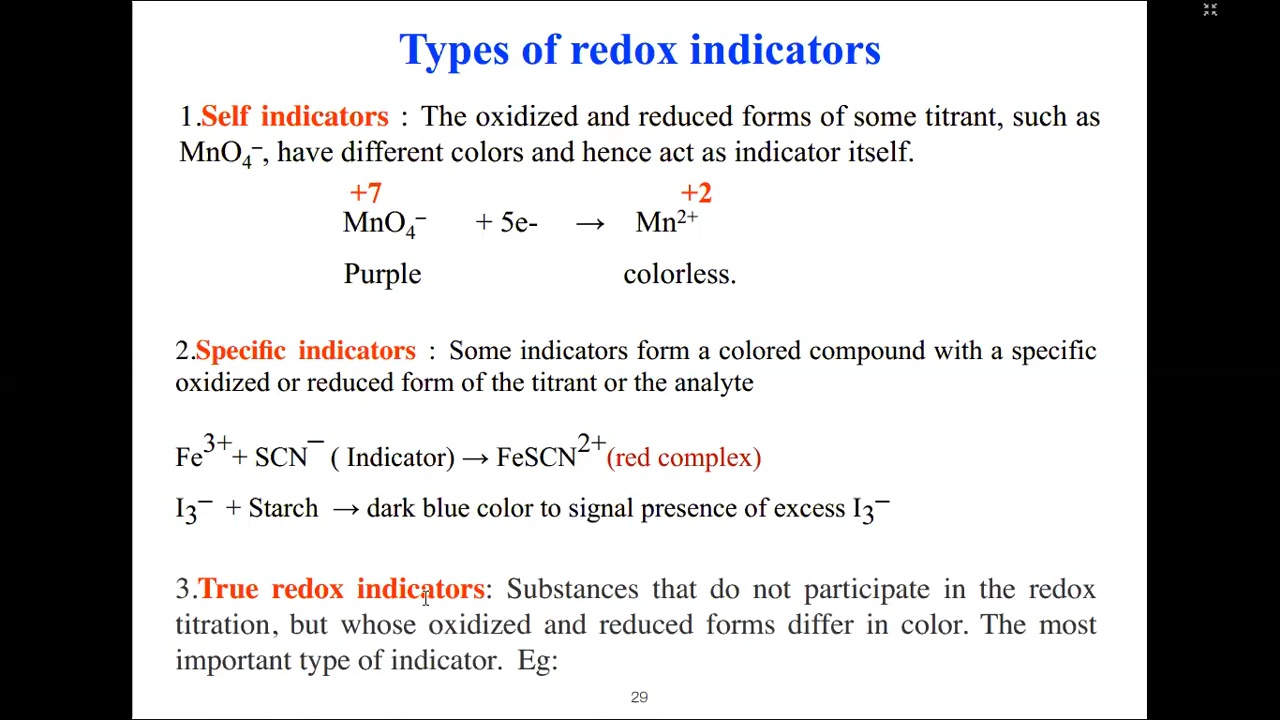 Types of redox indicators
1.Self indicators : The oxidized and reduced forms of some titrant, such as
MnO₄⁻, have different colors and hence act as indicator itself.
+7 +2
MnO₄⁻ + 5e- → Mn²⁺
Purple colorless.
2.Specific indicators : Some indicators form a colored compound with a specific
oxidized or reduced form of the titrant or the analyte
Fe³⁺+ SCN⁻ ( Indicator) → FeSCN²⁺(red complex)
I₃⁻ + Starch → dark blue color to signal presence of excess I₃⁻
3.True redox indicators: Substances that do not participate in the redox
titration, but whose oxidized and reduced forms differ in color. The most
important type of indicator. Eg:
29